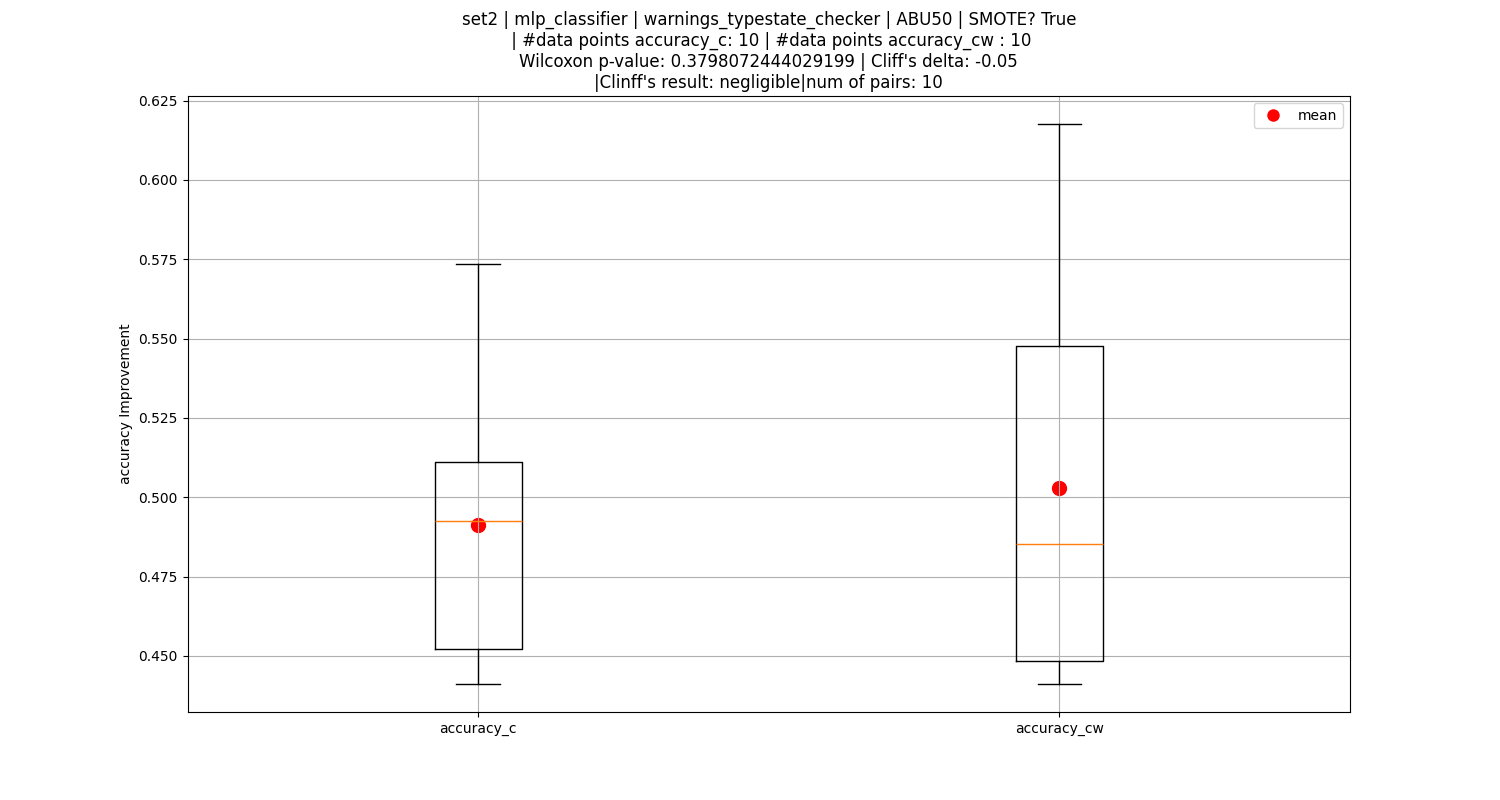 set2 | mlp_classifier | warnings_typestate_checker | ABU50 | SMOTE? True
| #data points accuracy_c: 10 | #data points accuracy_cw : 10
Wilcoxon p-value: 0.3798072444029199 | Cliff's delta: -0.05
|Clinff's result: negligible|num of pairs: 10
0.625
mean
0.600
0.575
0.550
accuracy Improvement
0.525
0.500
0.475
0.450
accuracy_c
accuracy_cw